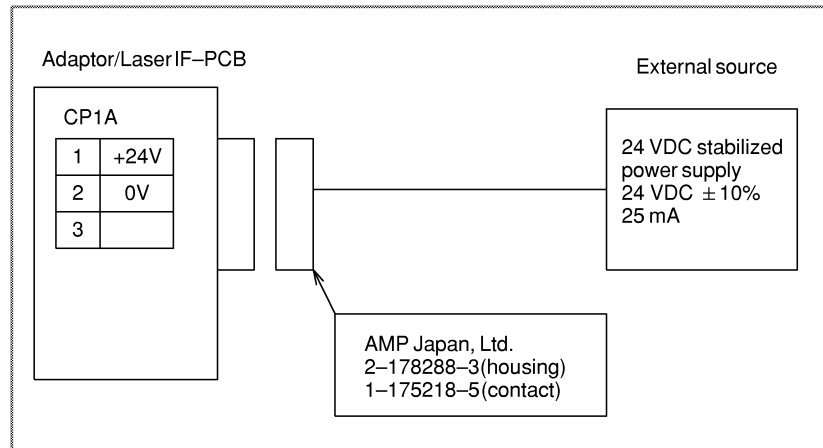 Adaptor/Laser IF–PCB
External source
CP1A
1 +24V
2 0V
3
24 VDC stabilized
power supply
24 VDC ±10%
25 mA
AMP Japan, Ltd.
2–178288–3(housing)
1–175218–5(contact)